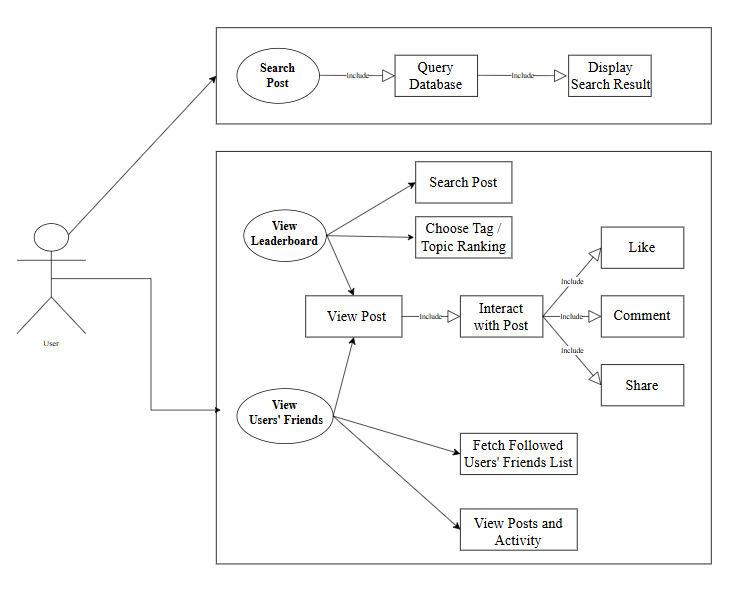 Search
Post
Include
Query
Database
Include
Display
Search Result
View
Leaderboard
Search Post
Choose Tag /
Topic Ranking
View Post
Include
Interact
with Post
Include
Like
Include
Comment
Include
Share
User
View
Users' Friends
Fetch Followed
Users' Friends List
View Posts and
Activity